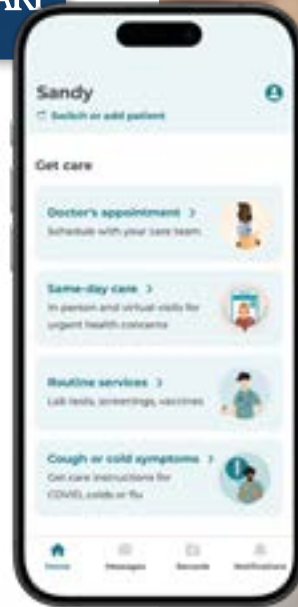 Sandy
Switch or add patient
Get care
Doctor's appointment >
Schedule with your care team
Same-day care >
In-person and virtual visits for
urgent health concerns
Routine services >
Lab tests, screenings, vaccines
Cough or cold symptoms >
Get care instructions for
COVID, colds or flu
Home Messages Records Notifications